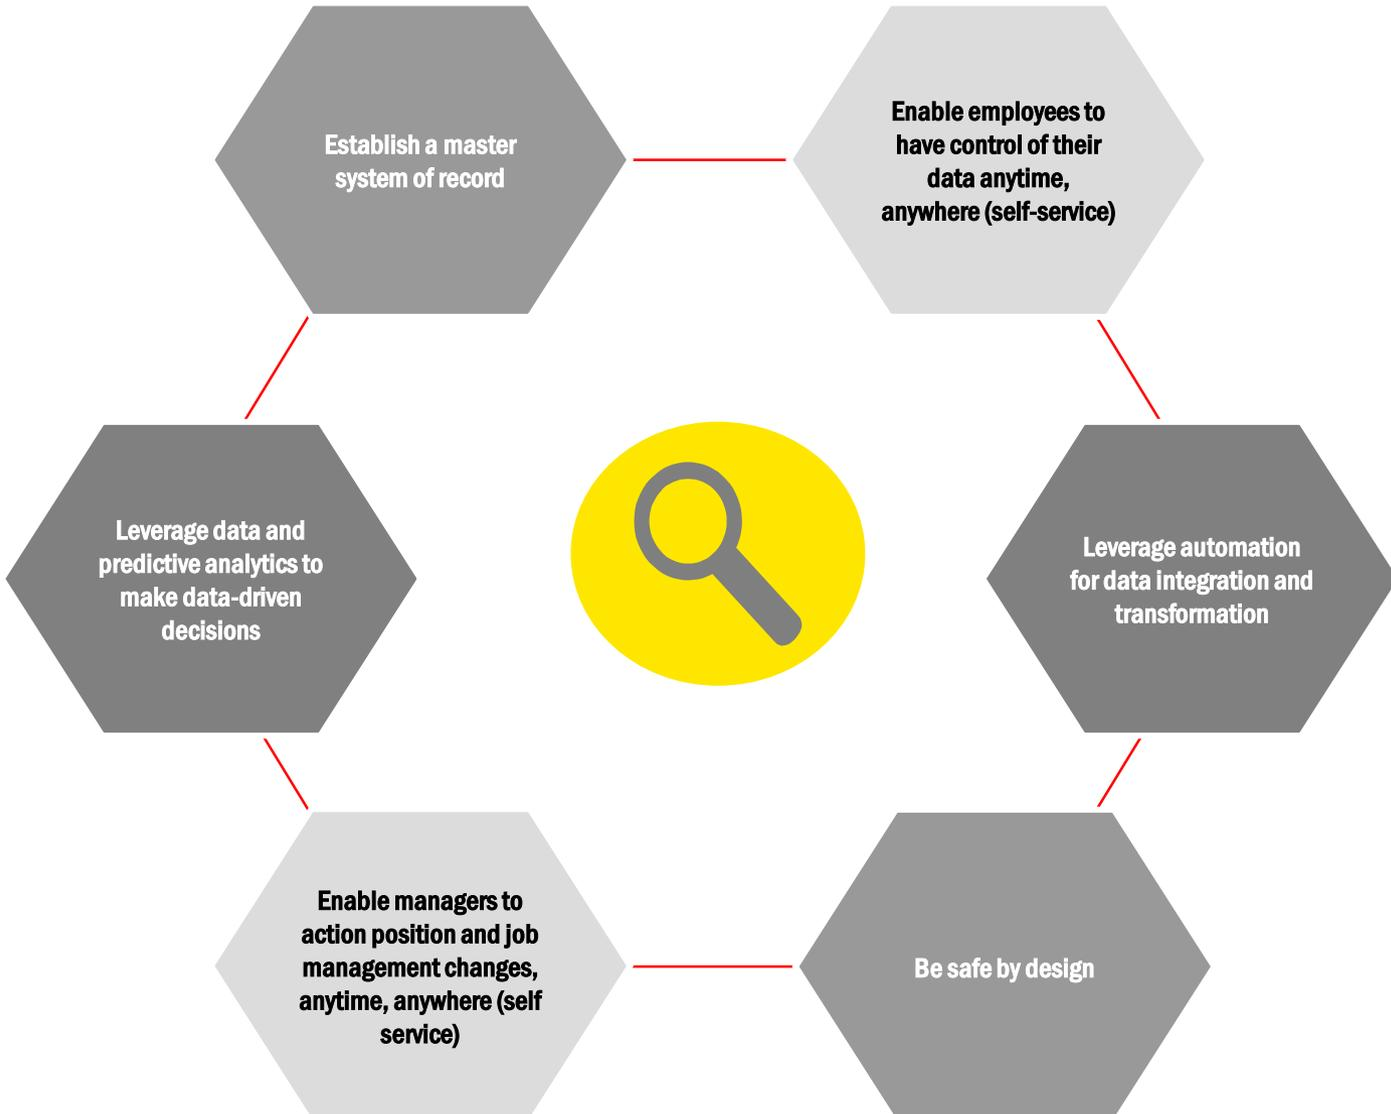 Establish a master
system of record
Enable employees to
have control of their
data anytime,
anywhere (self-service)
Leverage data and
predictive analytics to
make data-driven
decisions
Leverage automation
for data integration and
transformation
Enable managers to
action position and job
management changes,
anytime, anywhere (self
service)
Be safe by design